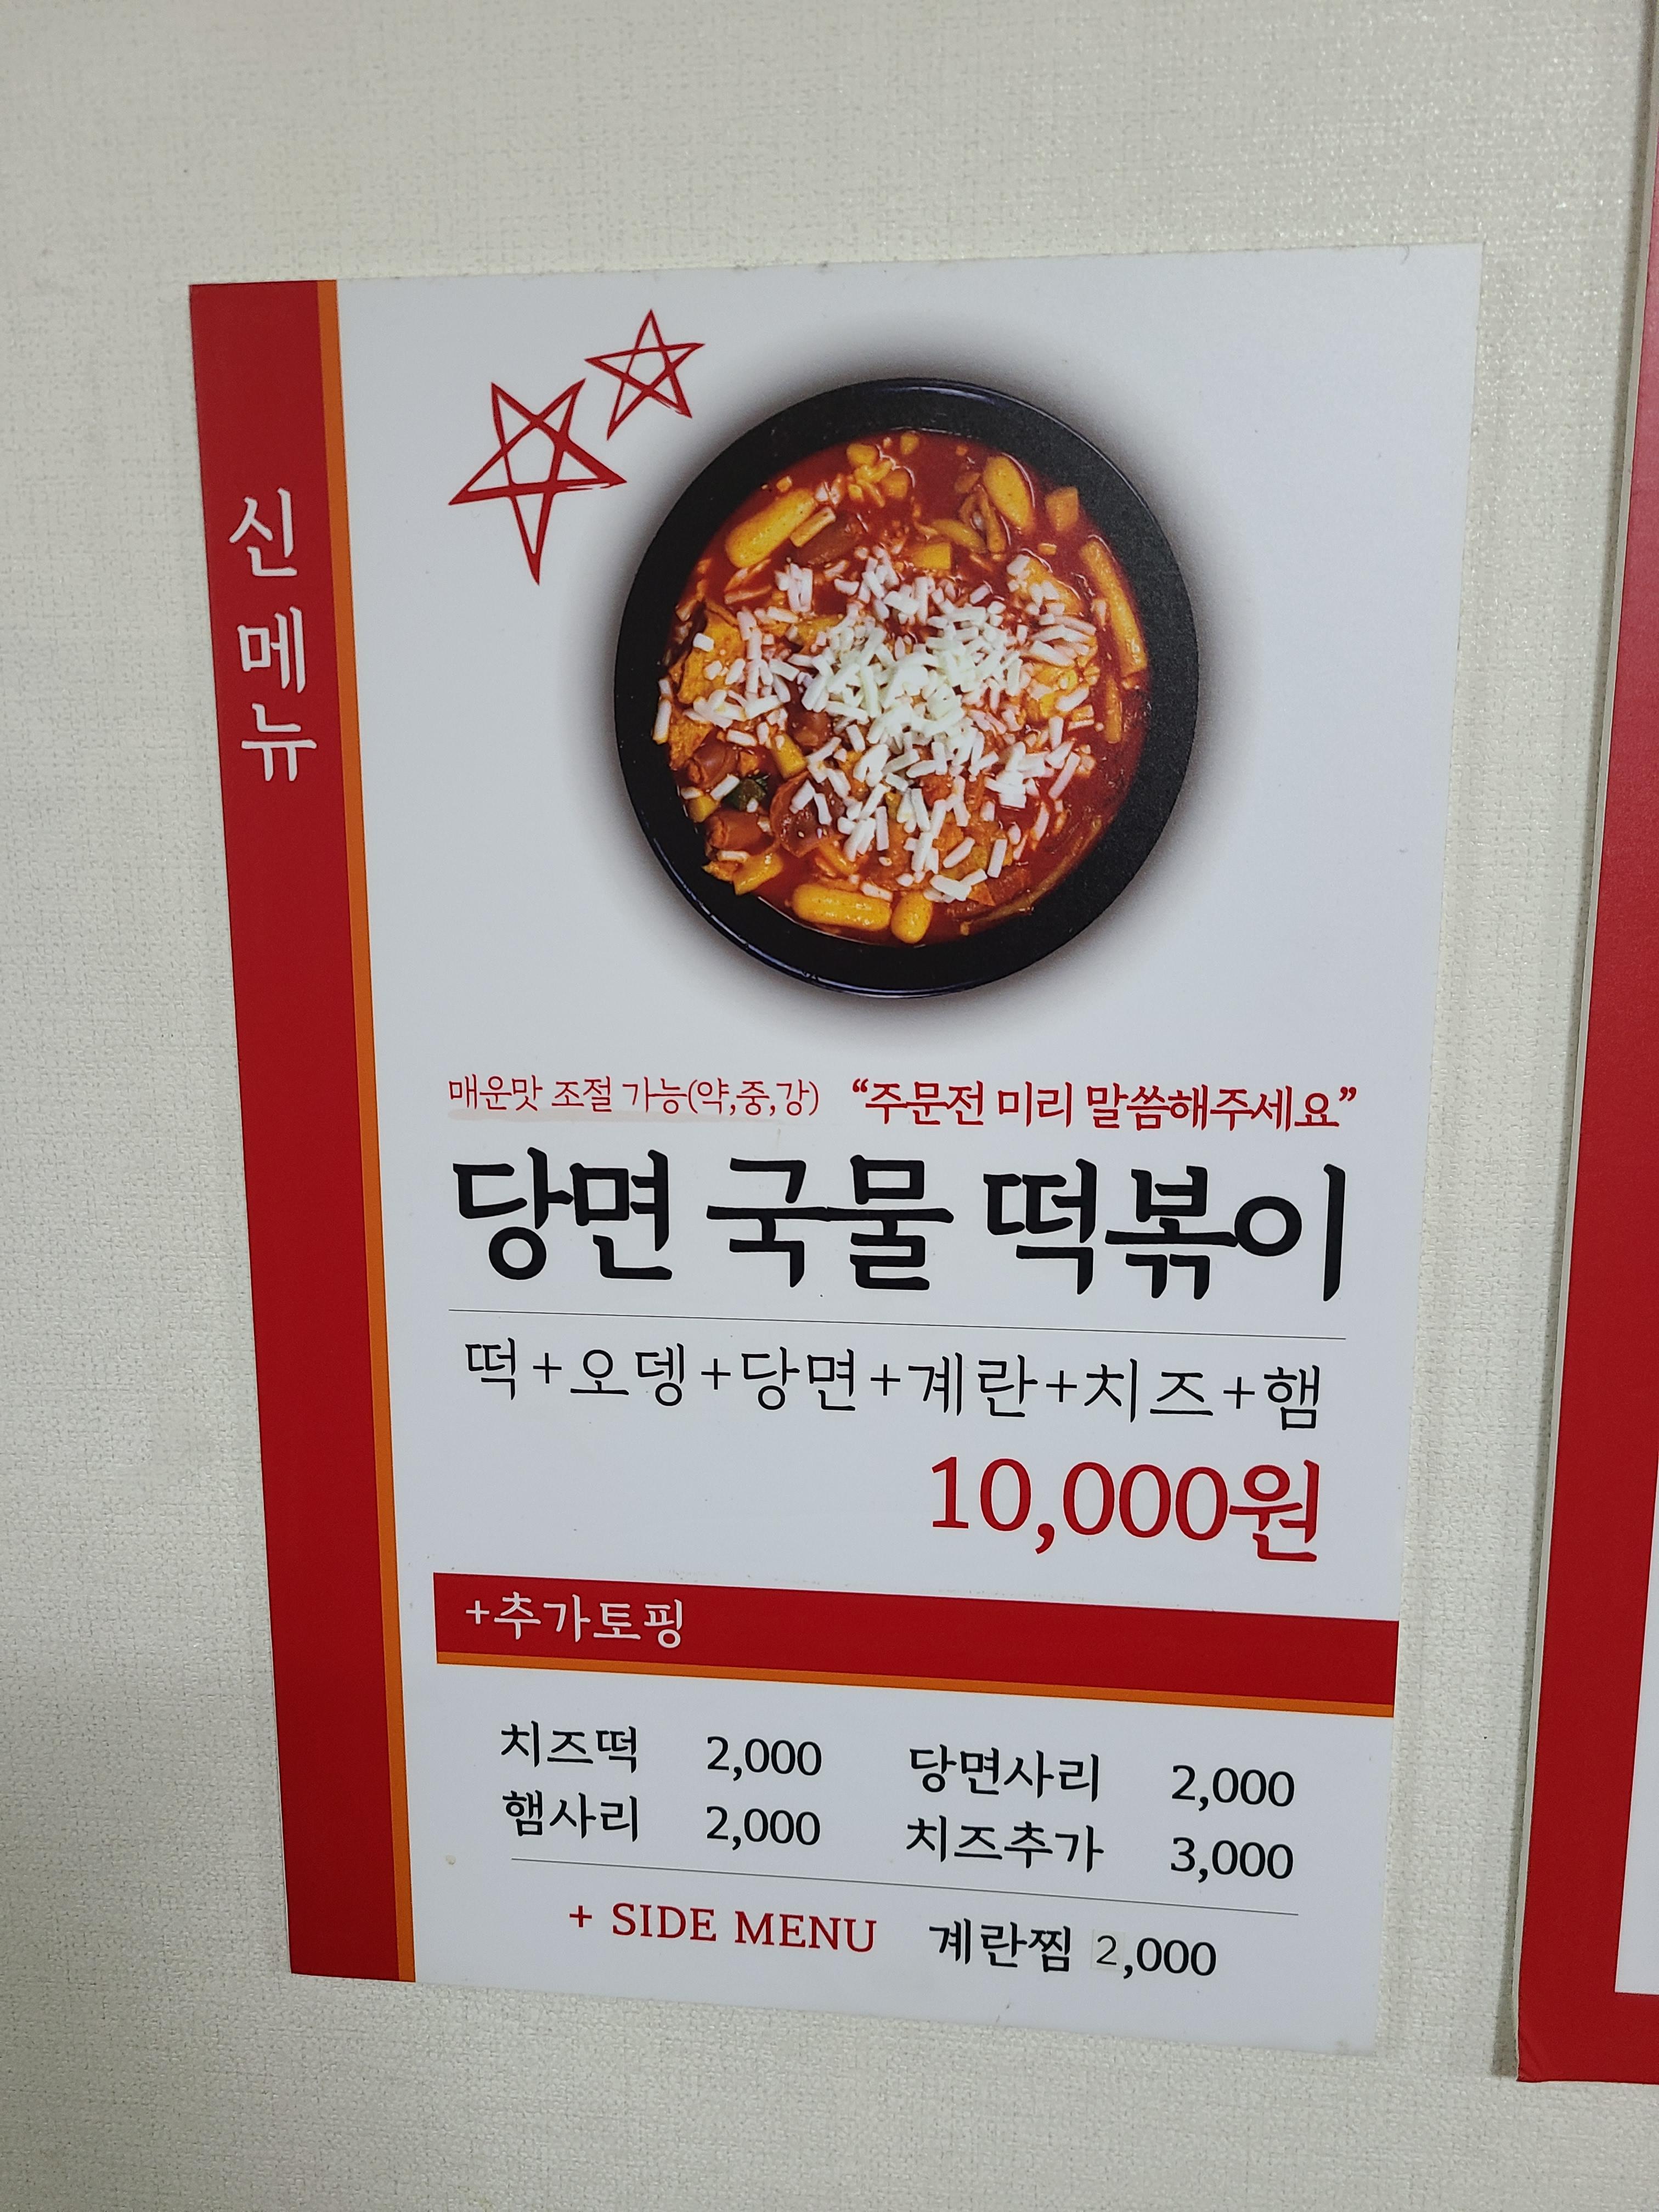 신메뉴
매운맛 조절 가능(약,중,강) “주문전 미리 말씀해주세요”
당면 국물 떡볶이
떡+오뎅+당면+계란+치즈+햄
10,000원
+추가토핑
치즈떡 2,000 당면사리 2,000
햄사리 2,000 치즈추가 3,000
+ SIDE MENU 계란찜 2,000